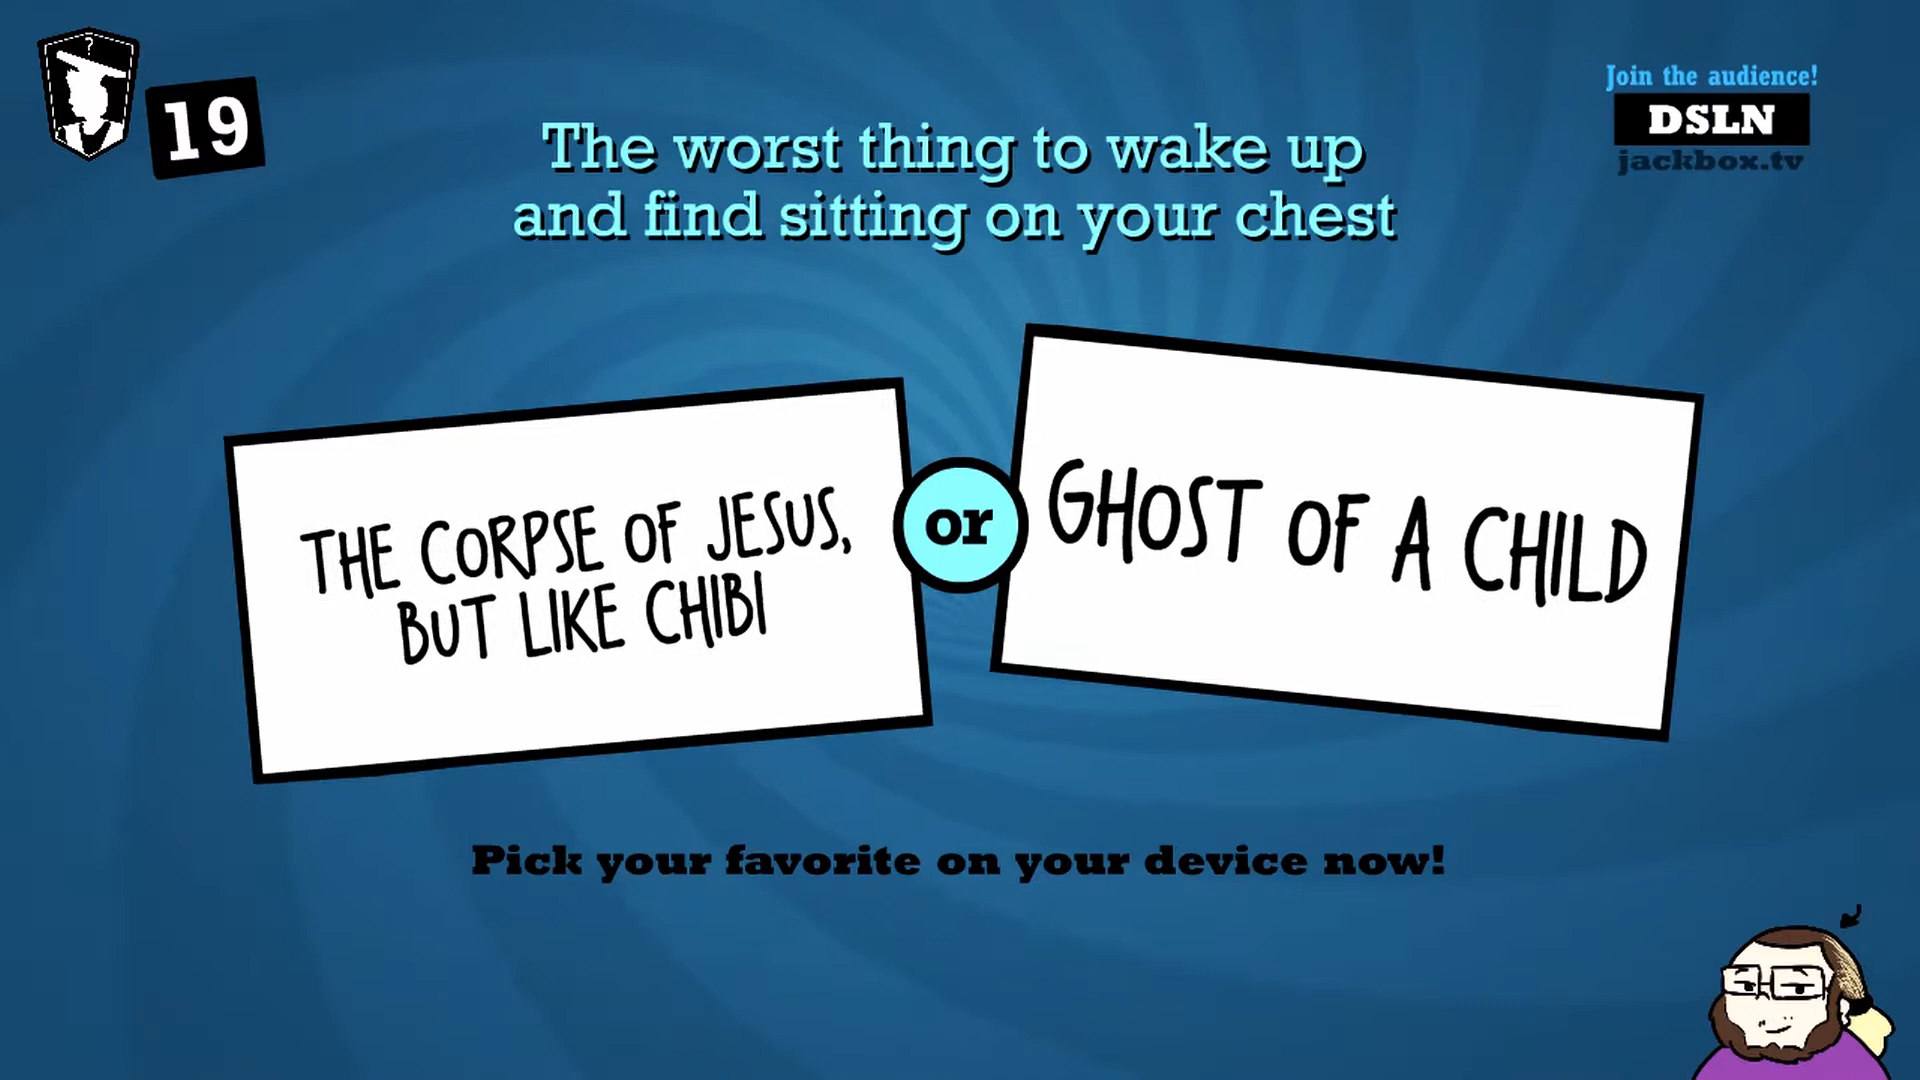 ?
19
Join the audience!
DSLN
jackbox.tv
The worst thing to wake up
and find sitting on your chest
THE CORPSE OF JESUS,
BUT LIKE CHIBI
or
GHOST OF A CHILD
Pick your favorite on your device now!